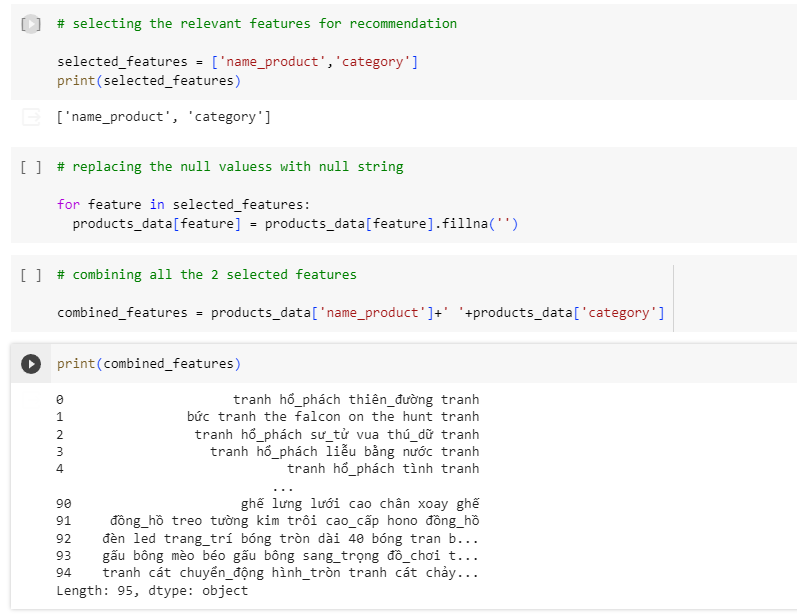 # selecting the relevant features for recommendation
selected_features = ['name_product','category']
print(selected_features)
['name_product', 'category']
[ ] # replacing the null valuess with null string
for feature in selected_features:
products_data[feature] = products_data[feature].fillna('')
[ ] # combining all the 2 selected features
combined_features = products_data['name_product']+' '+products_data['category']
print(combined_features)
0 tranh hổ_phách thiên_đường tranh
1 bức tranh the falcon on the hunt tranh
2 tranh hổ_phách sư_tử vua thú_dữ tranh
3 tranh hổ_phách liễu bằng nước tranh
4 tranh hổ_phách tình tranh
...
90 ghế lưng lưới cao chân xoay ghế
91 đồng_hồ treo tường kim trôi cao_cấp hono đồng_hồ
92 đèn led trang_trí bóng tròn dài 40 bóng tran b...
93 gấu bông mèo béo gấu bông sang_trọng đồ_chơi t...
94 tranh cát chuyển_động hình_tròn tranh cát chảy...
Length: 95, dtype: object